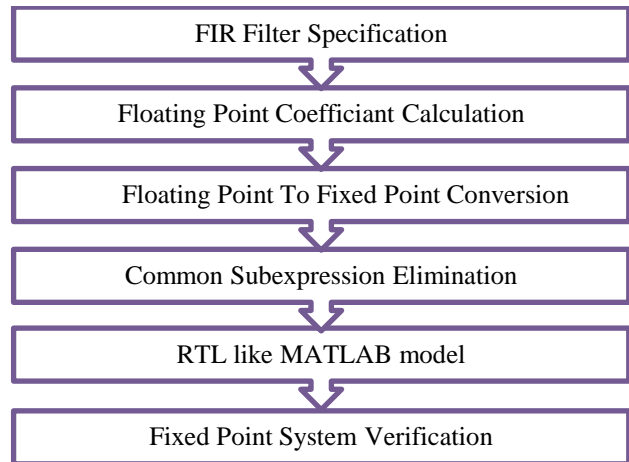 FIR Filter Specification
Floating Point Coefficiant Calculation
Floating Point To Fixed Point Conversion
Common Subexpression Elimination
RTL like MATLAB model
Fixed Point System Verification